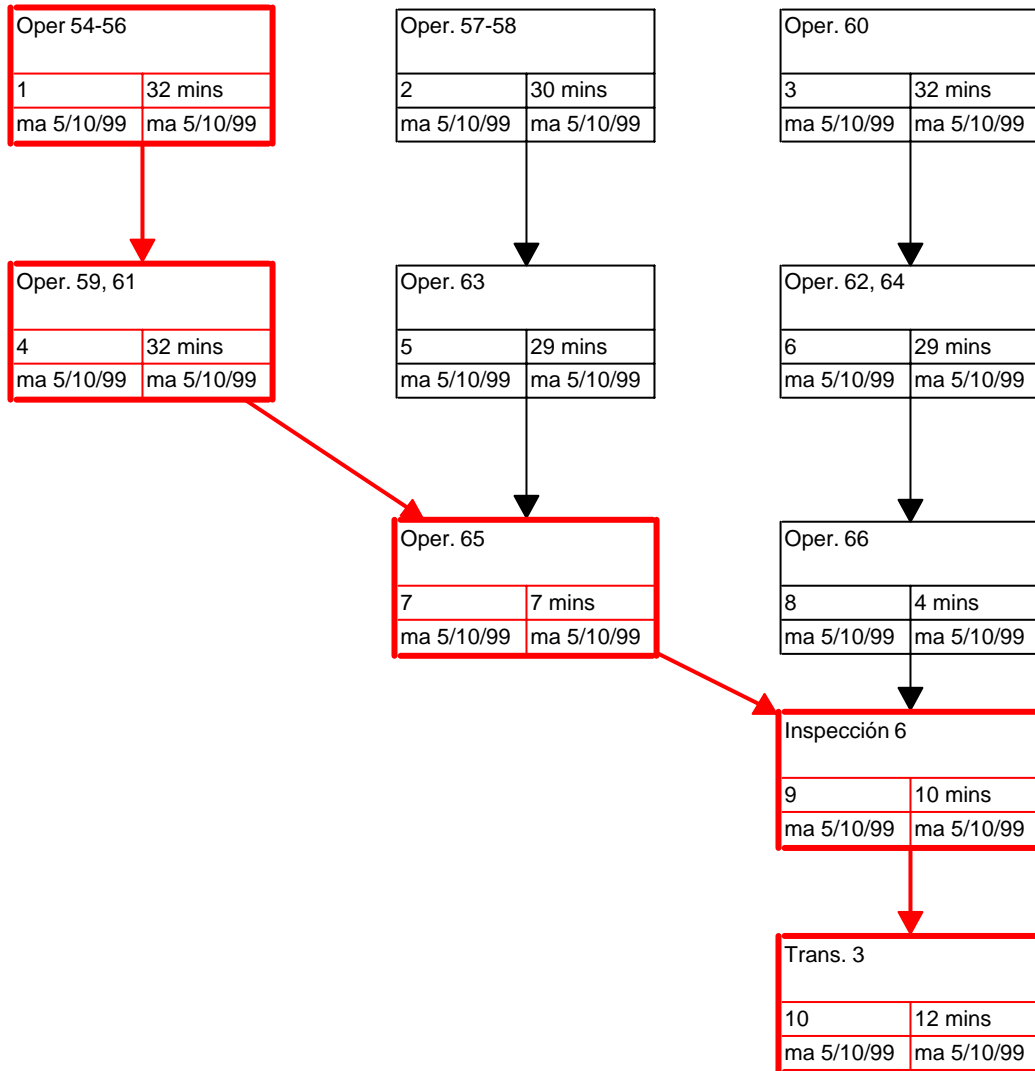 Oper 54-56
1 32 mins
ma 5/10/99 ma 5/10/99
Oper. 57-58
2 30 mins
ma 5/10/99 ma 5/10/99
Oper. 60
3 32 mins
ma 5/10/99 ma 5/10/99
Oper. 59, 61
4 32 mins
ma 5/10/99 ma 5/10/99
Oper. 63
5 29 mins
ma 5/10/99 ma 5/10/99
Oper. 62, 64
6 29 mins
ma 5/10/99 ma 5/10/99
Oper. 65
7 7 mins
ma 5/10/99 ma 5/10/99
Oper. 66
8 4 mins
ma 5/10/99 ma 5/10/99
Inspección 6
9 10 mins
ma 5/10/99 ma 5/10/99
Trans. 3
10 12 mins
ma 5/10/99 ma 5/10/99